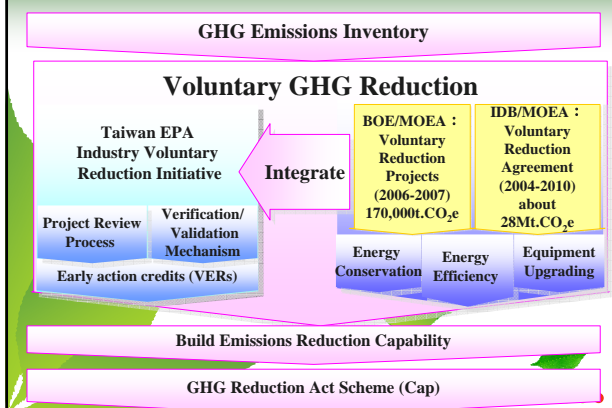 GHG Emissions Inventory
Voluntary GHG Reduction
Taiwan EPA
Industry Voluntary
Reduction Initiative
Integrate
BOE/MOEA：
Voluntary
Reduction
Projects
(2006-2007)
170,000t.CO₂e
IDB/MOEA：
Voluntary
Reduction
Agreement
(2004-2010)
about
28Mt.CO₂e
Project Review
Process
Verification/
Validation
Mechanism
Early action credits (VERs)
Energy
Conservation
Energy
Efficiency
Equipment
Upgrading
Build Emissions Reduction Capability
GHG Reduction Act Scheme (Cap)